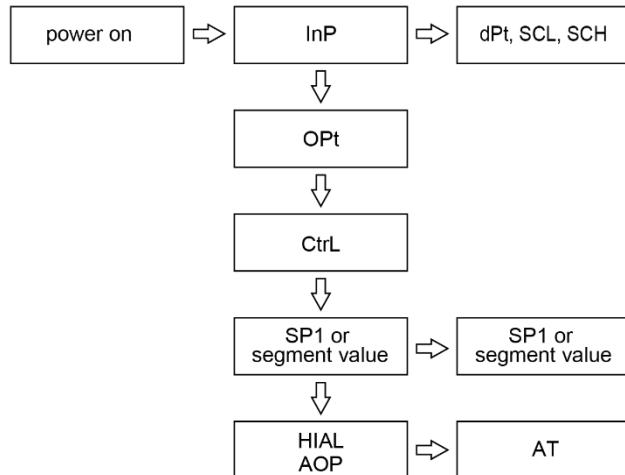 power on
InP
dPt, SCL, SCH
OPt
CtrL
SP1 or
segment value
SP1 or
segment value
HIAL
AOP
AT